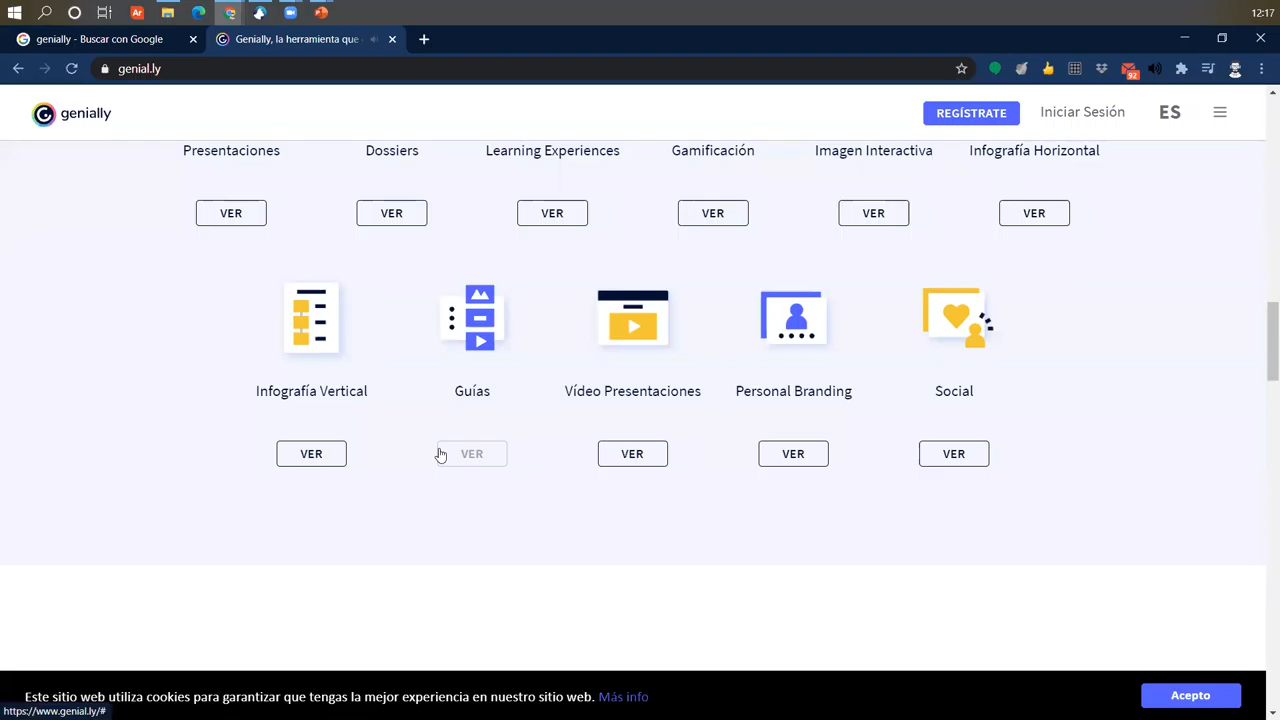 12:17
genially - Buscar con Google
Genially, la herramienta que
genial.ly
92
genially
REGÍSTRATE
Iniciar Sesión
ES
Presentaciones
Dossiers
Learning Experiences
Gamificación
Imagen Interactiva
Infografía Horizontal
VER
VER
VER
VER
VER
VER
Infografía Vertical
Guías
Vídeo Presentaciones
Personal Branding
Social
VER
VER
VER
VER
VER
Este sitio web utiliza cookies para garantizar que tengas la mejor experiencia en nuestro sitio web. Más info
Acepto
https://www.genial.ly/#